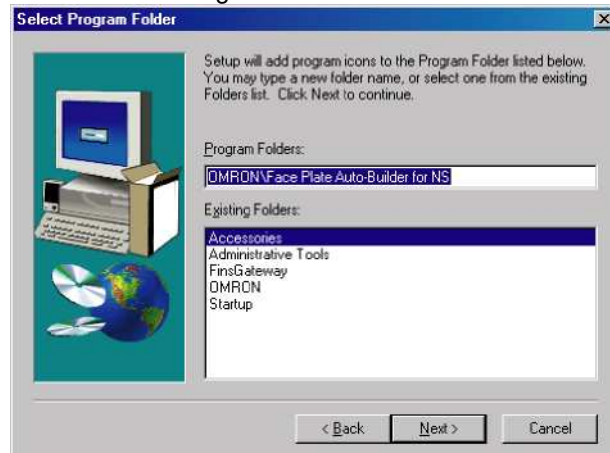 Select Program Folder
Setup will add program icons to the Program Folder listed below.
You may type a new folder name, or select one from the existing
Folders list. Click Next to continue.
Program Folders:
OMRON\Face Plate Auto-Builder for NS
Existing Folders:
Accessories
Administrative Tools
FinsGateway
OMRON
Startup
< Back
Next >
Cancel